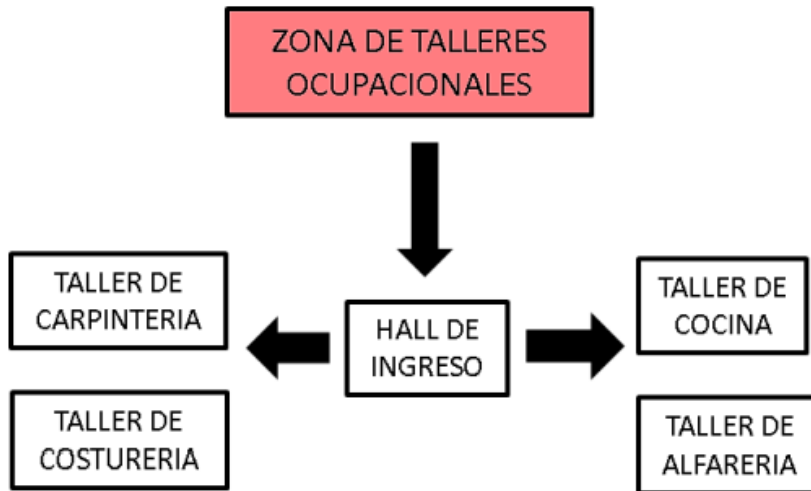 ZONA DE TALLERES
OCUPACIONALES
TALLER DE
CARPINTERIA
HALL DE
INGRESO
TALLER DE
COCINA
TALLER DE
COSTURERIA
TALLER DE
ALFARERIA